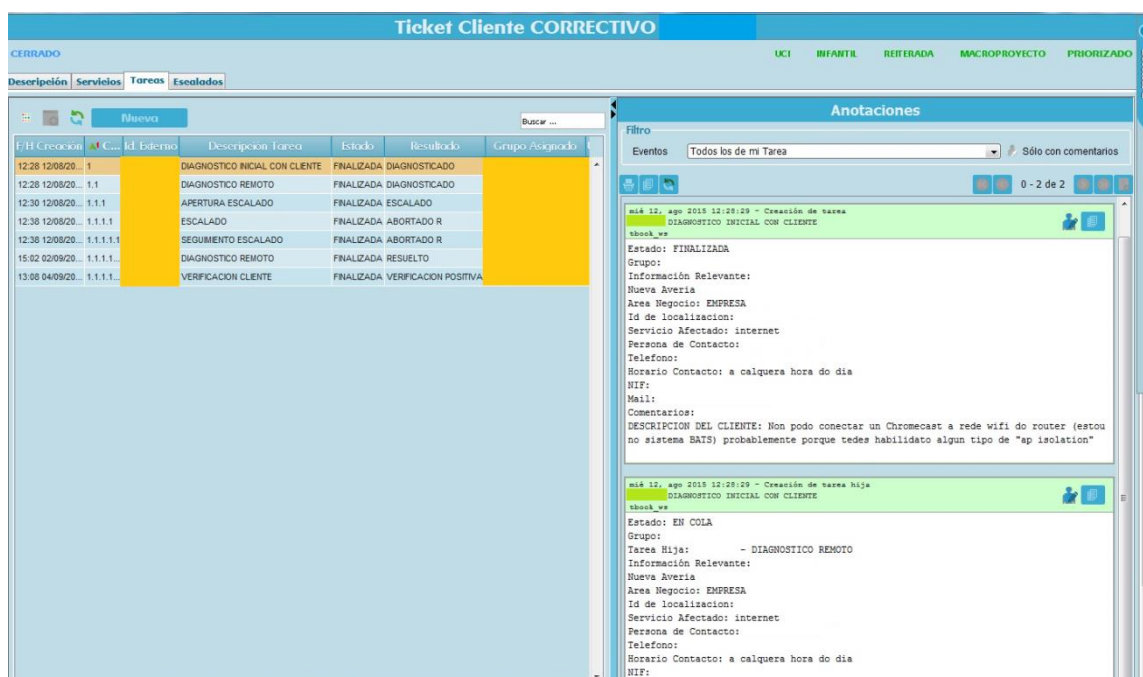 Ticket Cliente CORRECTIVO
CERRADO
UCI INFANTIL REITERADA MACROPROYECTO PRIORIZADO
Descripción Servicios Tareas Escalados
Nueva
Buscar ...
F/H Creación C... Id. Externo Descripción Tarea Estado Resultado Grupo Asignado
12:28 12/08/20... 1 DIAGNOSTICO INICIAL CON CLIENTE FINALIZADA DIAGNOSTICADO
12:28 12/08/20... 1.1 DIAGNOSTICO REMOTO FINALIZADA DIAGNOSTICADO
12:30 12/08/20... 1.1.1 APERTURA ESCALADO FINALIZADA ESCALADO
12:38 12/08/20... 1.1.1.1 ESCALADO FINALIZADA ABORTADO R
12:38 12/08/20... 1.1.1.1.1 SEGUIMIENTO ESCALADO FINALIZADA ABORTADO R
15:02 02/09/20... 1.1.1.1... DIAGNOSTICO REMOTO FINALIZADA RESUELTO
13:08 04/09/20... 1.1.1.1... VERIFICACION CLIENTE FINALIZADA VERIFICACION POSITIVA
Anotaciones
Filtro
Eventos Todos los de mi Tarea Sólo con comentarios
0 - 2 de 2
mié 12, ago 2015 12:28:29 - Creación de tarea
DIAGNOSTICO INICIAL CON CLIENTE
tbook_ws
Estado: FINALIZADA
Grupo:
Información Relevante:
Nueva Averia
Area Negocio: EMPRESA
Id de localizacion:
Servicio Afectado: internet
Persona de Contacto:
Telefono:
Horario Contacto: a calquera hora do dia
NIF:
Mail:
Comentarios:
DESCRIPCION DEL CLIENTE: Non podo conectar un Chromecast a rede wifi do router (estou
no sistema BATS) probablemente porque tedes habilidato algun tipo de "ap isolation"
mié 12, ago 2015 12:28:29 - Creación de tarea hija
DIAGNOSTICO INICIAL CON CLIENTE
tbook_ws
Estado: EN COLA
Grupo:
Tarea Hija: - DIAGNOSTICO REMOTO
Información Relevante:
Nueva Averia
Area Negocio: EMPRESA
Id de localizacion:
Servicio Afectado: internet
Persona de Contacto:
Telefono:
Horario Contacto: a calquera hora do dia
NIF: